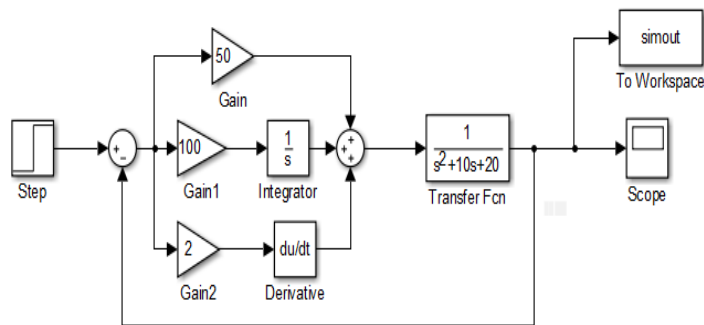 50
Gain
simout
To Workspace
Step
+
−
100
Gain1
1
s
Integrator
+
+
+
1
s2+10s+20
Transfer Fcn
Scope
2
Gain2
du/dt
Derivative